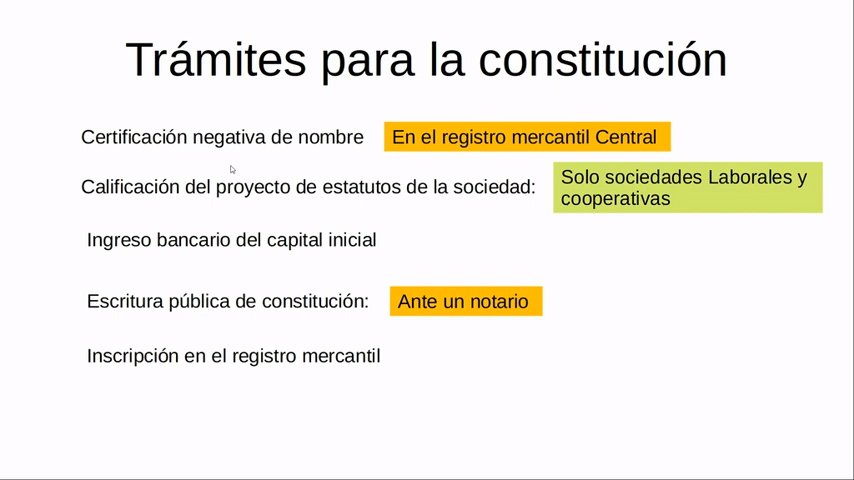 Trámites para la constitución
Certificación negativa de nombre En el registro mercantil Central
Calificación del proyecto de estatutos de la sociedad: Solo sociedades Laborales y
cooperativas
Ingreso bancario del capital inicial
Escritura pública de constitución: Ante un notario
Inscripción en el registro mercantil